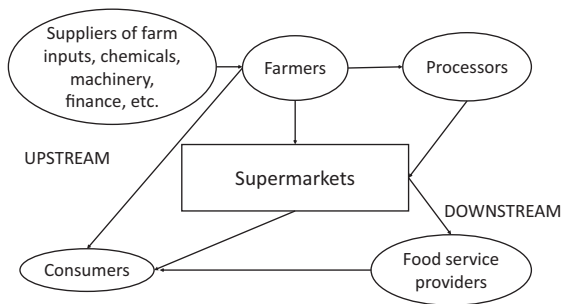 Suppliers of farm
inputs, chemicals,
machinery,
finance, etc.
Farmers
Processors
UPSTREAM
Supermarkets
DOWNSTREAM
Consumers
Food service
providers